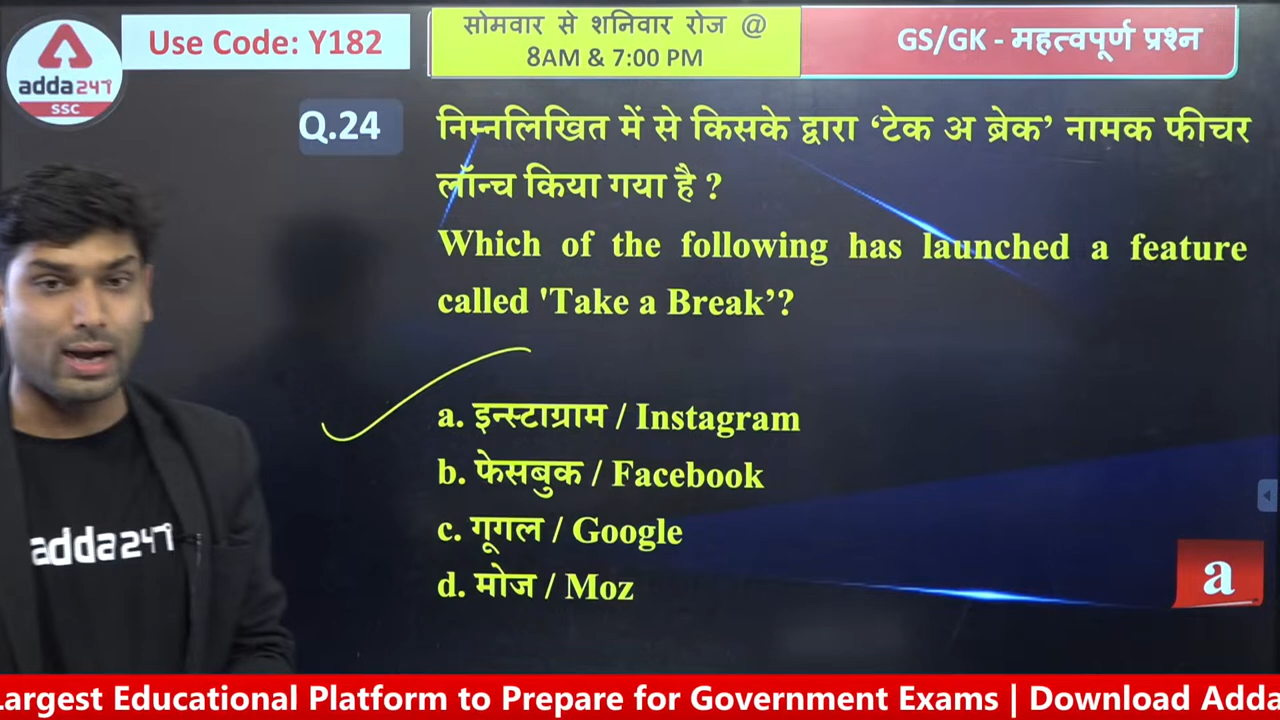 adda247
SSC
Use Code: Y182
सोमवार से शनिवार रोज @
8AM & 7:00 PM
GS/GK - महत्वपूर्ण प्रश्न
Q.24
निम्नलिखित में से किसके द्वारा ‘टेक अ ब्रेक’ नामक फीचर
लॉन्च किया गया है ?
Which of the following has launched a feature
called 'Take a Break’?
a. इन्स्टाग्राम / Instagram
b. फेसबुक / Facebook
c. गूगल / Google
d. मोज / Moz
a
adda247
Largest Educational Platform to Prepare for Government Exams | Download Adda